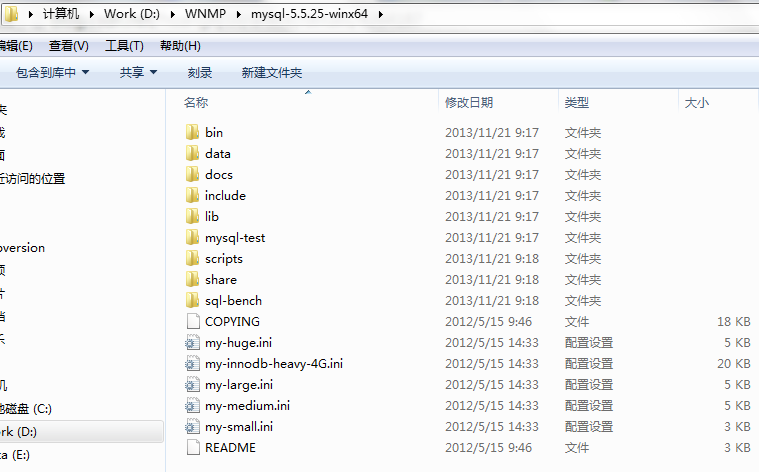 计算机 Work (D:) WNMP mysql-5.5.25-winx64
编辑(E) 查看(V) 工具(T) 帮助(H)
包含到库中 共享 刻录 新建文件夹
名称 修改日期 类型 大小
夹
bin 2013/11/21 9:17 文件夹
data 2013/11/21 9:17 文件夹
面
docs 2013/11/21 9:17 文件夹
近访问的位置
include 2013/11/21 9:17 文件夹
lib 2013/11/21 9:17 文件夹
mysql-test 2013/11/21 9:17 文件夹
oversion
scripts 2013/11/21 9:18 文件夹
share 2013/11/21 9:18 文件夹
sql-bench 2013/11/21 9:18 文件夹
COPYING 2012/5/15 9:46 文件 18 KB
my-huge.ini 2012/5/15 14:33 配置设置 5 KB
my-innodb-heavy-4G.ini 2012/5/15 14:33 配置设置 20 KB
my-large.ini 2012/5/15 14:33 配置设置 5 KB
my-medium.ini 2012/5/15 14:33 配置设置 5 KB
地磁盘 (C:)
my-small.ini 2012/5/15 14:33 配置设置 3 KB
rk (D:)
README 2012/5/15 9:46 文件 3 KB
ta (E:)